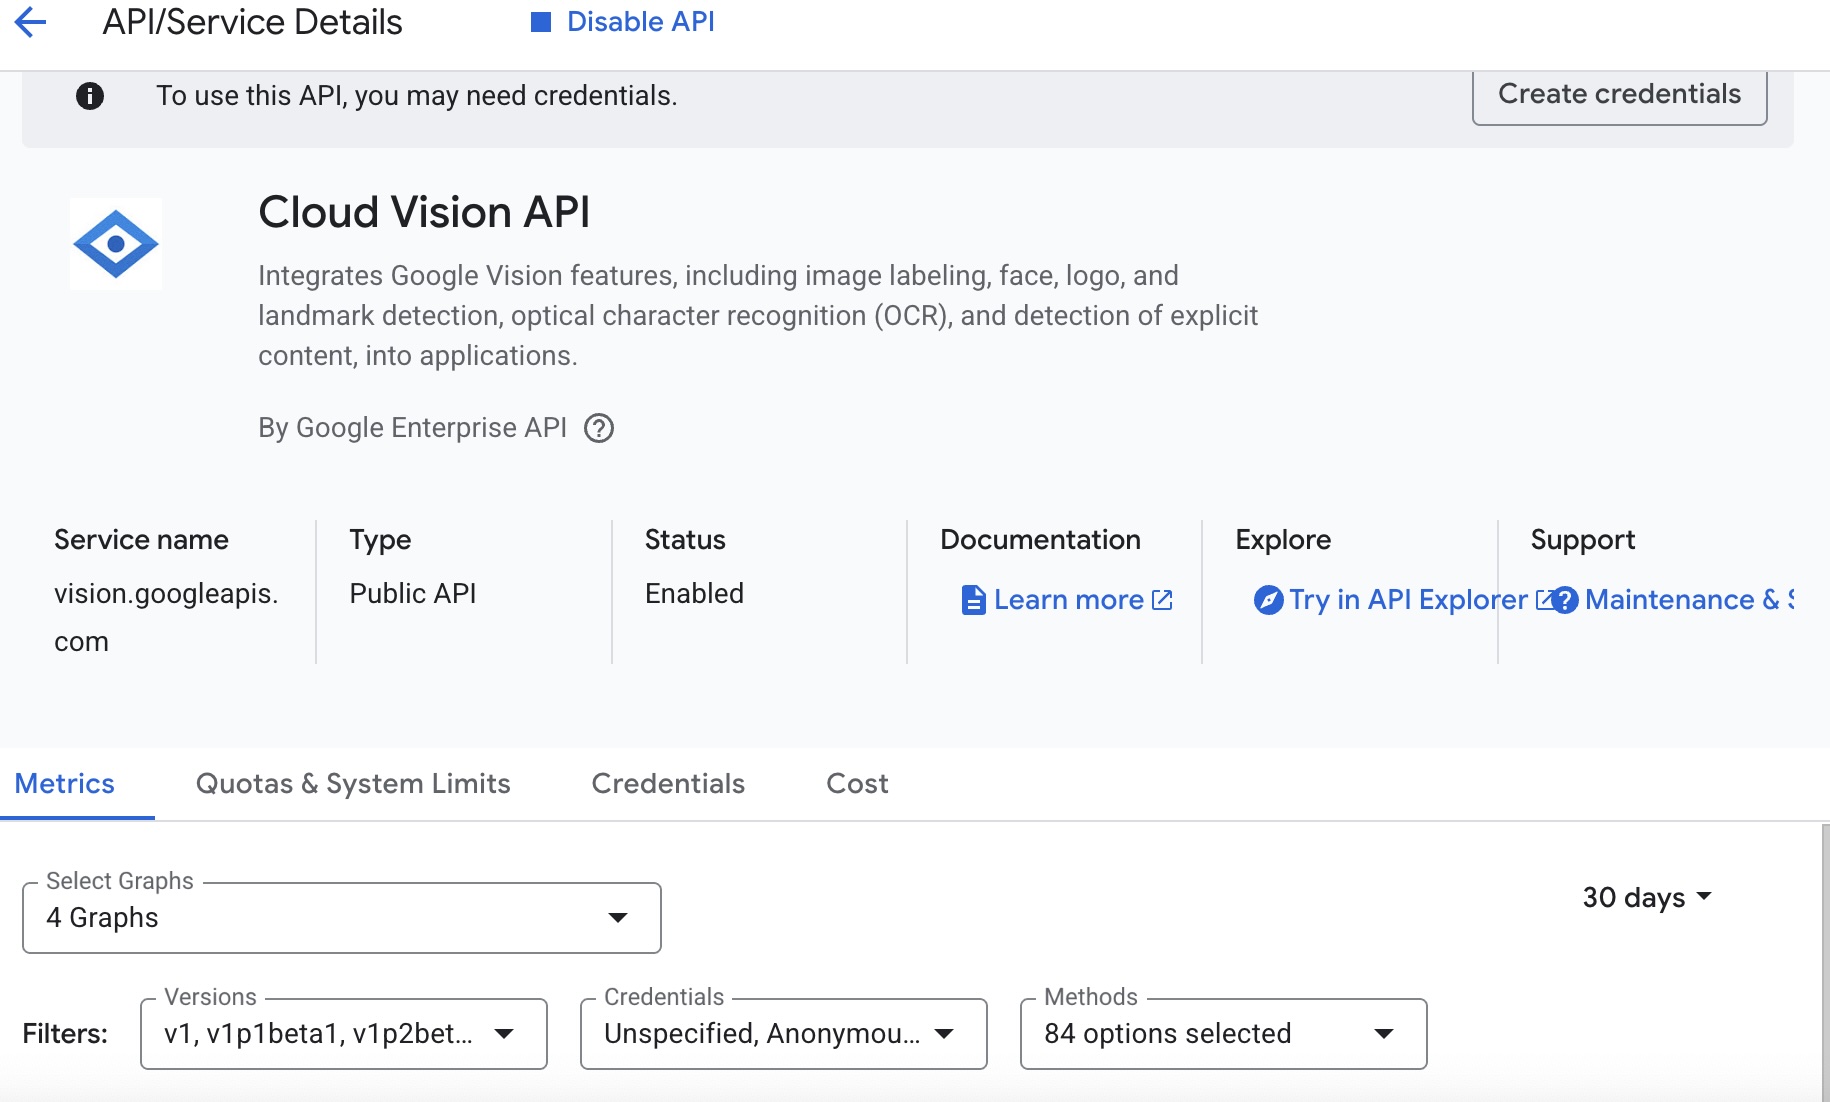 API/Service Details
Disable API
To use this API, you may need credentials.
Create credentials
Cloud Vision API
Integrates Google Vision features, including image labeling, face, logo, and
landmark detection, optical character recognition (OCR), and detection of explicit
content, into applications.
By Google Enterprise API
Service name
vision.googleapis.
com
Type
Public API
Status
Enabled
Documentation
Learn more
Explore
Try in API Explorer
Support
Maintenance &
Metrics
Quotas & System Limits
Credentials
Cost
Select Graphs
4 Graphs
30 days
Filters:
Versions
v1, v1p1beta1, v1p2bet...
Credentials
Unspecified, Anonymou...
Methods
84 options selected